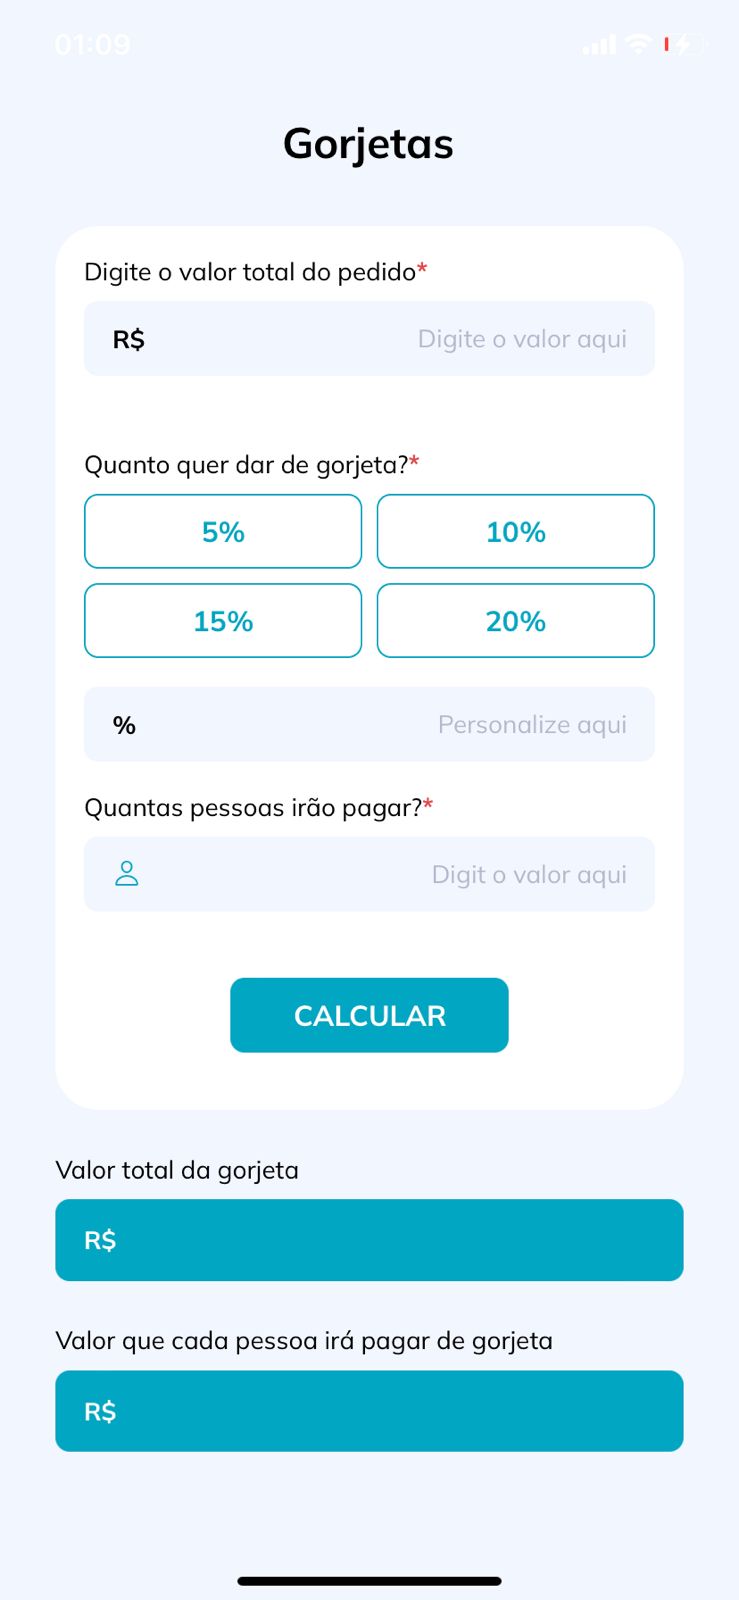 01:09
Gorjetas
Digite o valor total do pedido*
R$ Digite o valor aqui
Quanto quer dar de gorjeta?*
5% 10%
15% 20%
% Personalize aqui
Quantas pessoas irão pagar?*
Digit o valor aqui
CALCULAR
Valor total da gorjeta
R$
Valor que cada pessoa irá pagar de gorjeta
R$